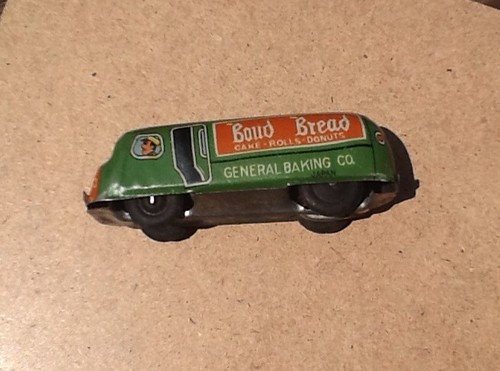 Bond Bread
CAKE-ROLLS-DONUTS
GENERAL BAKING CO.
JAPAN